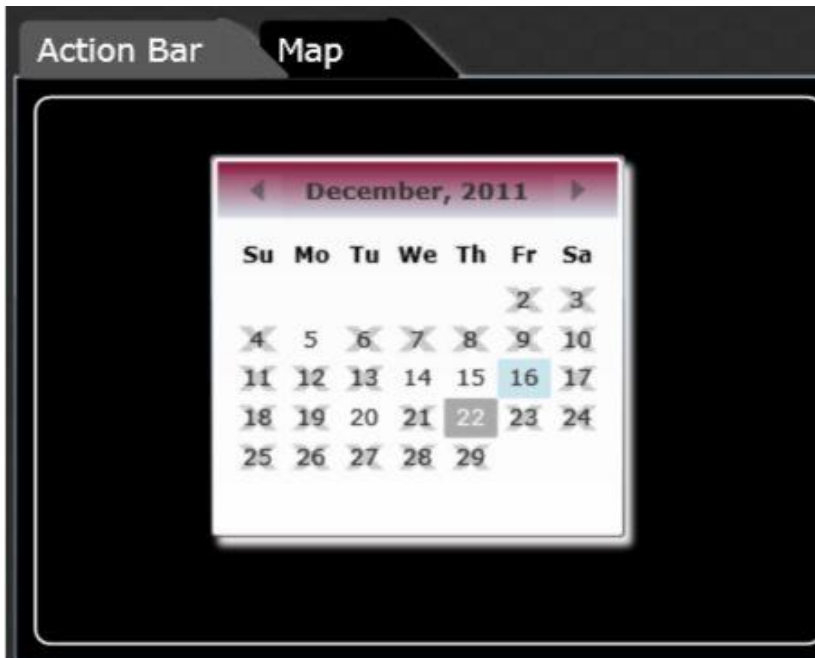 Action Bar Map
December, 2011
Su Mo Tu We Th Fr Sa
2 3
4 5 6 7 8 9 10
11 12 13 14 15 16 17
18 19 20 21 22 23 24
25 26 27 28 29